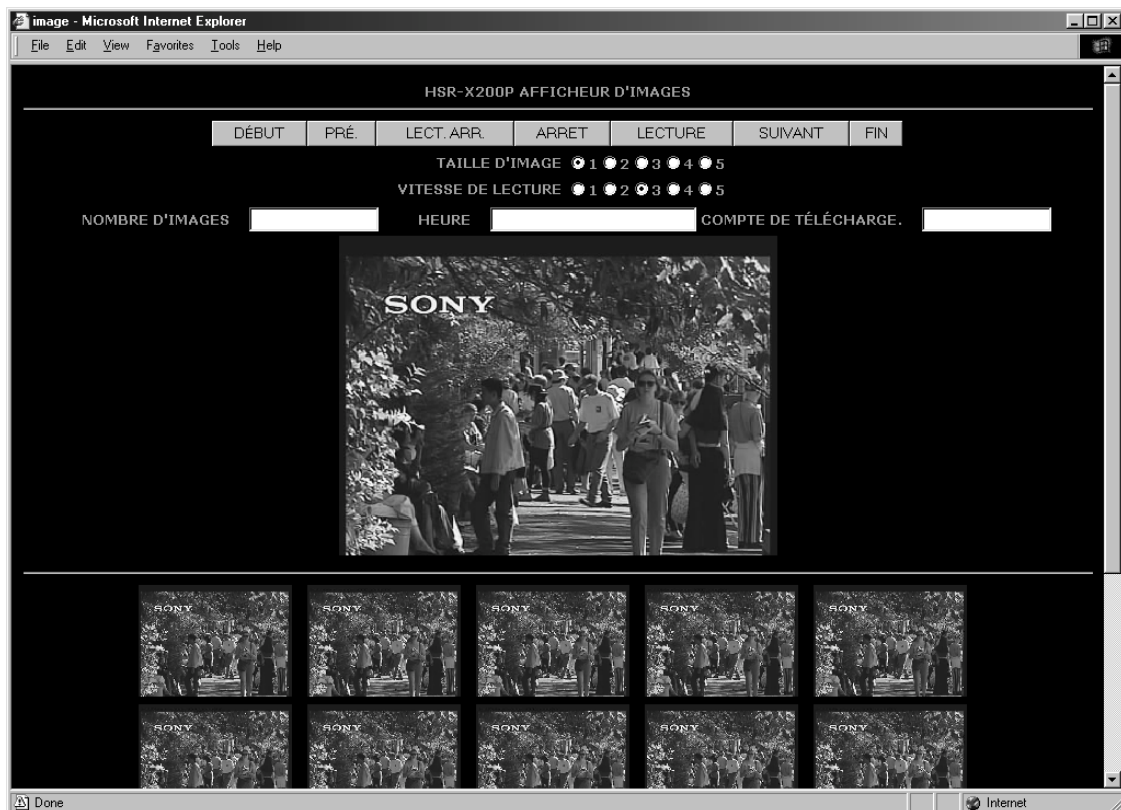 image - Microsoft Internet Explorer
File Edit View Favorites Tools Help
HSR-X200P AFFICHEUR D'IMAGES
DÉBUT PRÉ. LECT. ARR. ARRET LECTURE SUIVANT FIN
TAILLE D'IMAGE 1 2 3 4 5
VITESSE DE LECTURE 1 2 3 4 5
NOMBRE D'IMAGES HEURE COMPTE DE TÉLÉCHARGE.
SONY
SONY SONY SONY SONY SONY
SONY SONY SONY SONY SONY
Done Internet